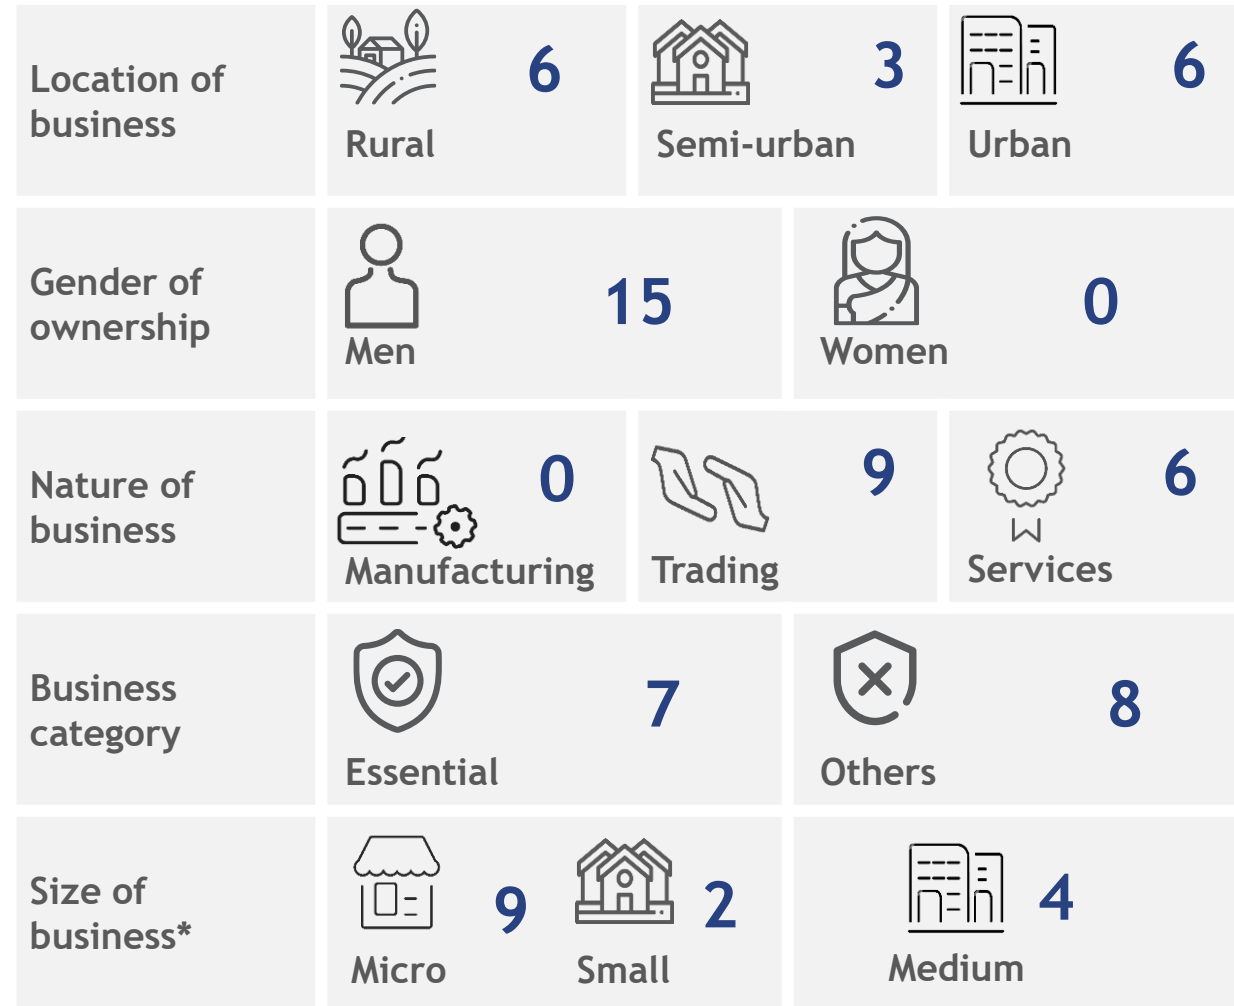 Location of
business
6
Rural
3
Semi-urban
6
Urban
Gender of
ownership
15
Men
0
Women
Nature of
business
0
Manufacturing
9
Trading
6
Services
Business
category
7
Essential
8
Others
Size of
business*
9
Micro
2
Small
4
Medium